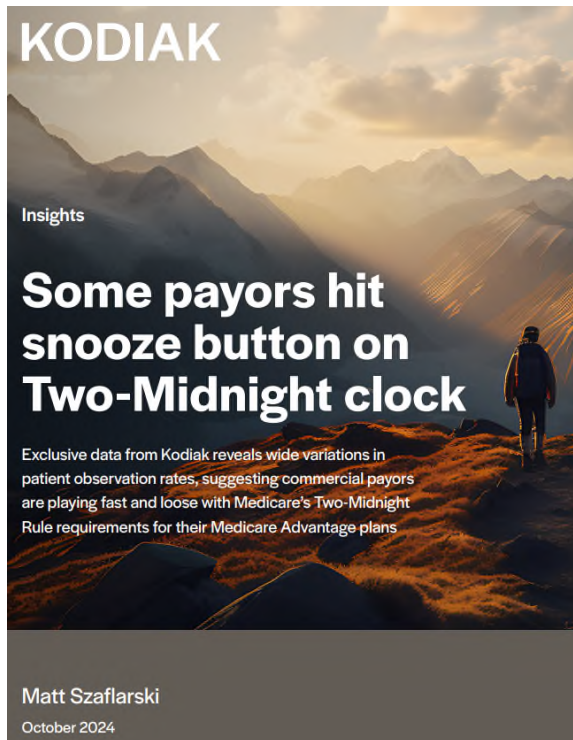 KODIAK
Insights
Some payors hit
snooze button on
Two-Midnight clock
Exclusive data from Kodiak reveals wide variations in
patient observation rates, suggesting commercial payors
are playing fast and loose with Medicare's Two-Midnight
Rule requirements for their Medicare Advantage plans
Matt Szaflarski
October 2024